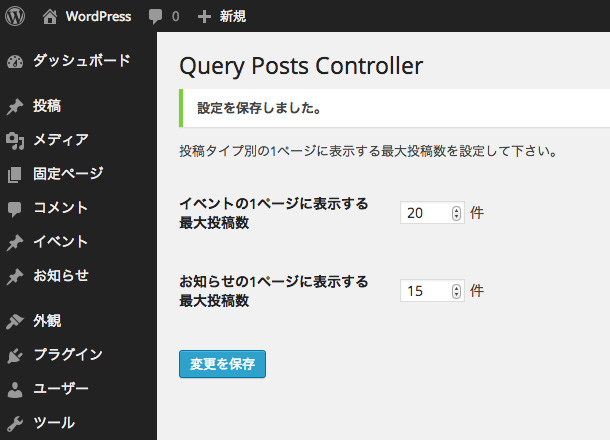 WordPress 0 新規
ダッシュボード
投稿
メディア
固定ページ
コメント
イベント
お知らせ
外観
プラグイン
ユーザー
ツール
Query Posts Controller
設定を保存しました。
投稿タイプ別の1ページに表示する最大投稿数を設定して下さい。
イベントの1ページに表示する
最大投稿数
20 件
お知らせの1ページに表示する
最大投稿数
15 件
変更を保存